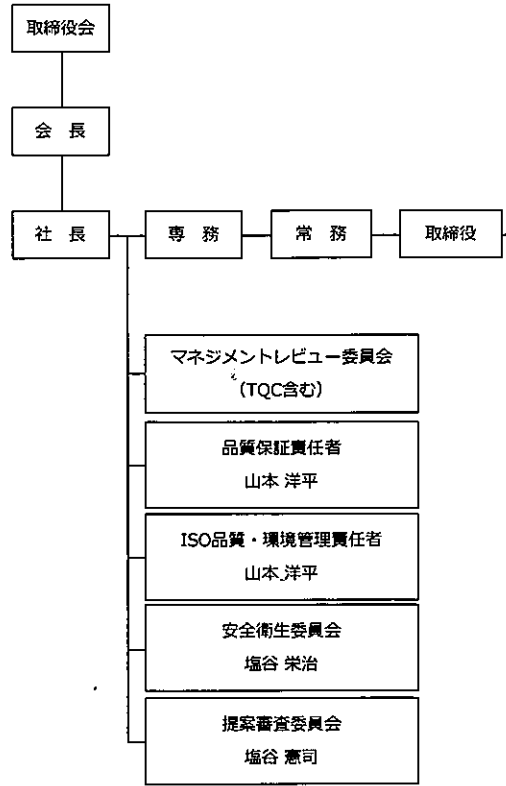 取締役会
会 長
社 長
専 務
常 務
取締役
マネジメントレビュー委員会
（TQC含む）
品質保証責任者
山本 洋平
ISO品質・環境管理責任者
山本 洋平
安全衛生委員会
塩谷 栄治
提案審査委員会
塩谷 憲司